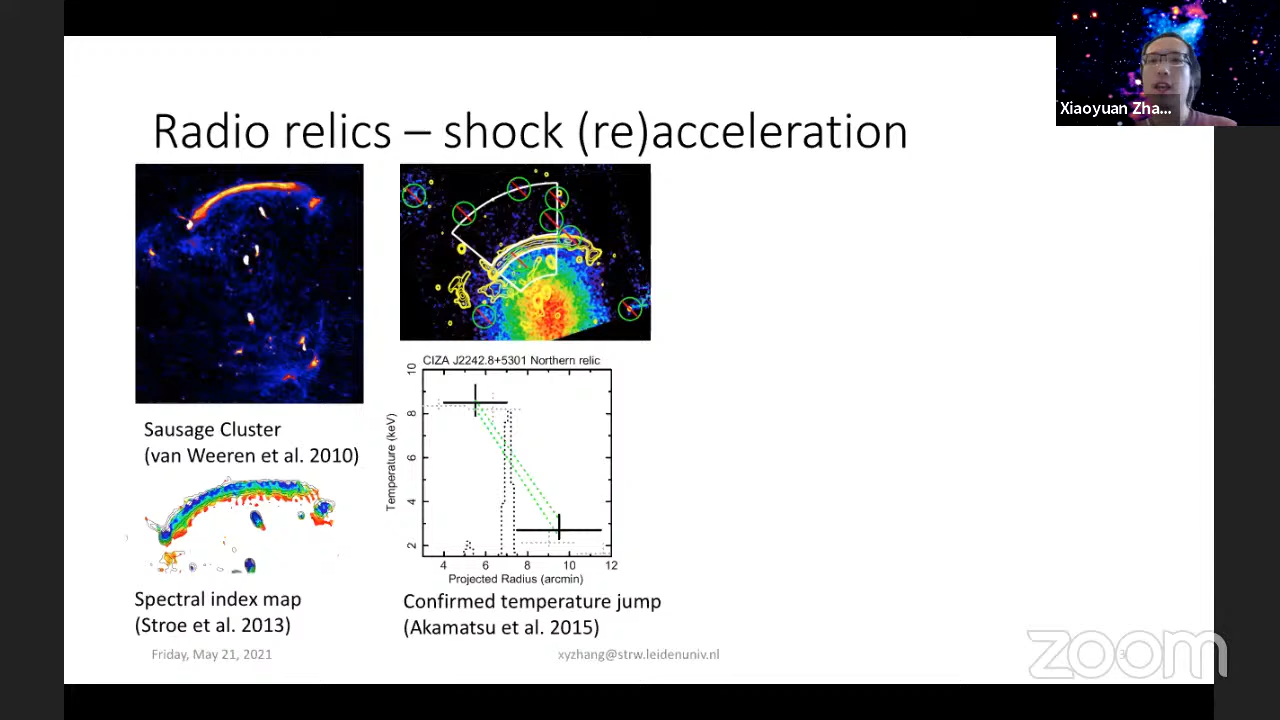 Xiaoyuan Zha...
Radio relics – shock (re)acceleration
Sausage Cluster
(van Weeren et al. 2010)
CIZA J2242.8+5301 Northern relic
Temperature (keV)
10
8
6
4
2
4 6 8 10 12
Projected Radius (arcmin)
Spectral index map
(Stroe et al. 2013)
Confirmed temperature jump
(Akamatsu et al. 2015)
Friday, May 21, 2021
xyzhang@strw.leidenuniv.nl
3
zoom